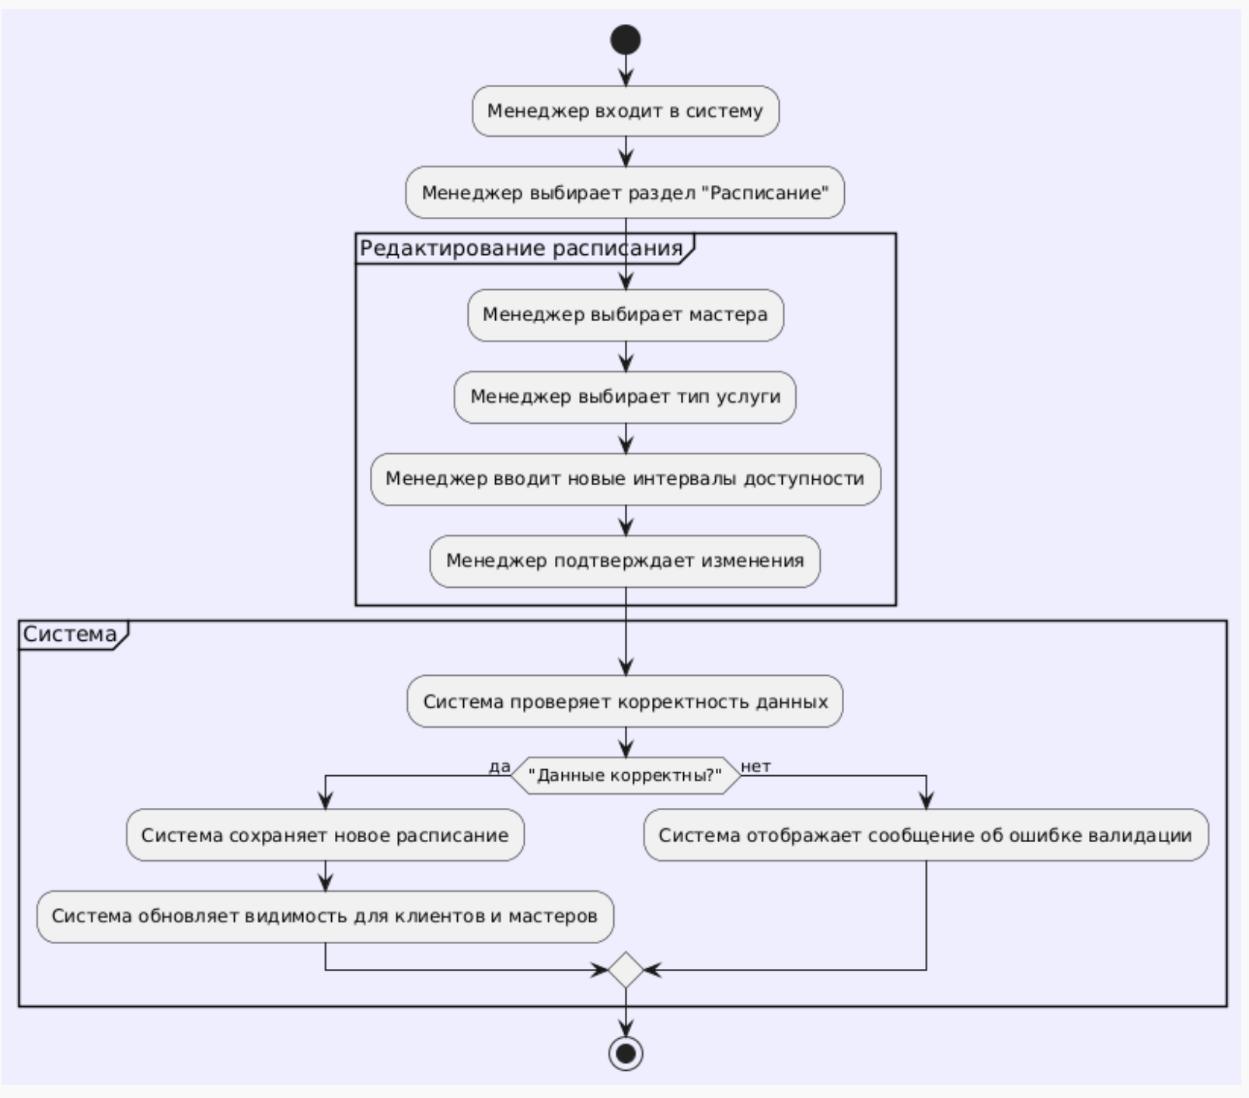 Менеджер входит в систему
Менеджер выбирает раздел "Расписание"
Редактирование расписания
Менеджер выбирает мастера
Менеджер выбирает тип услуги
Менеджер вводит новые интервалы доступности
Менеджер подтверждает изменения
Система
Система проверяет корректность данных
да
"Данные корректны?"
нет
Система сохраняет новое расписание
Система отображает сообщение об ошибке валидации
Система обновляет видимость для клиентов и мастеров